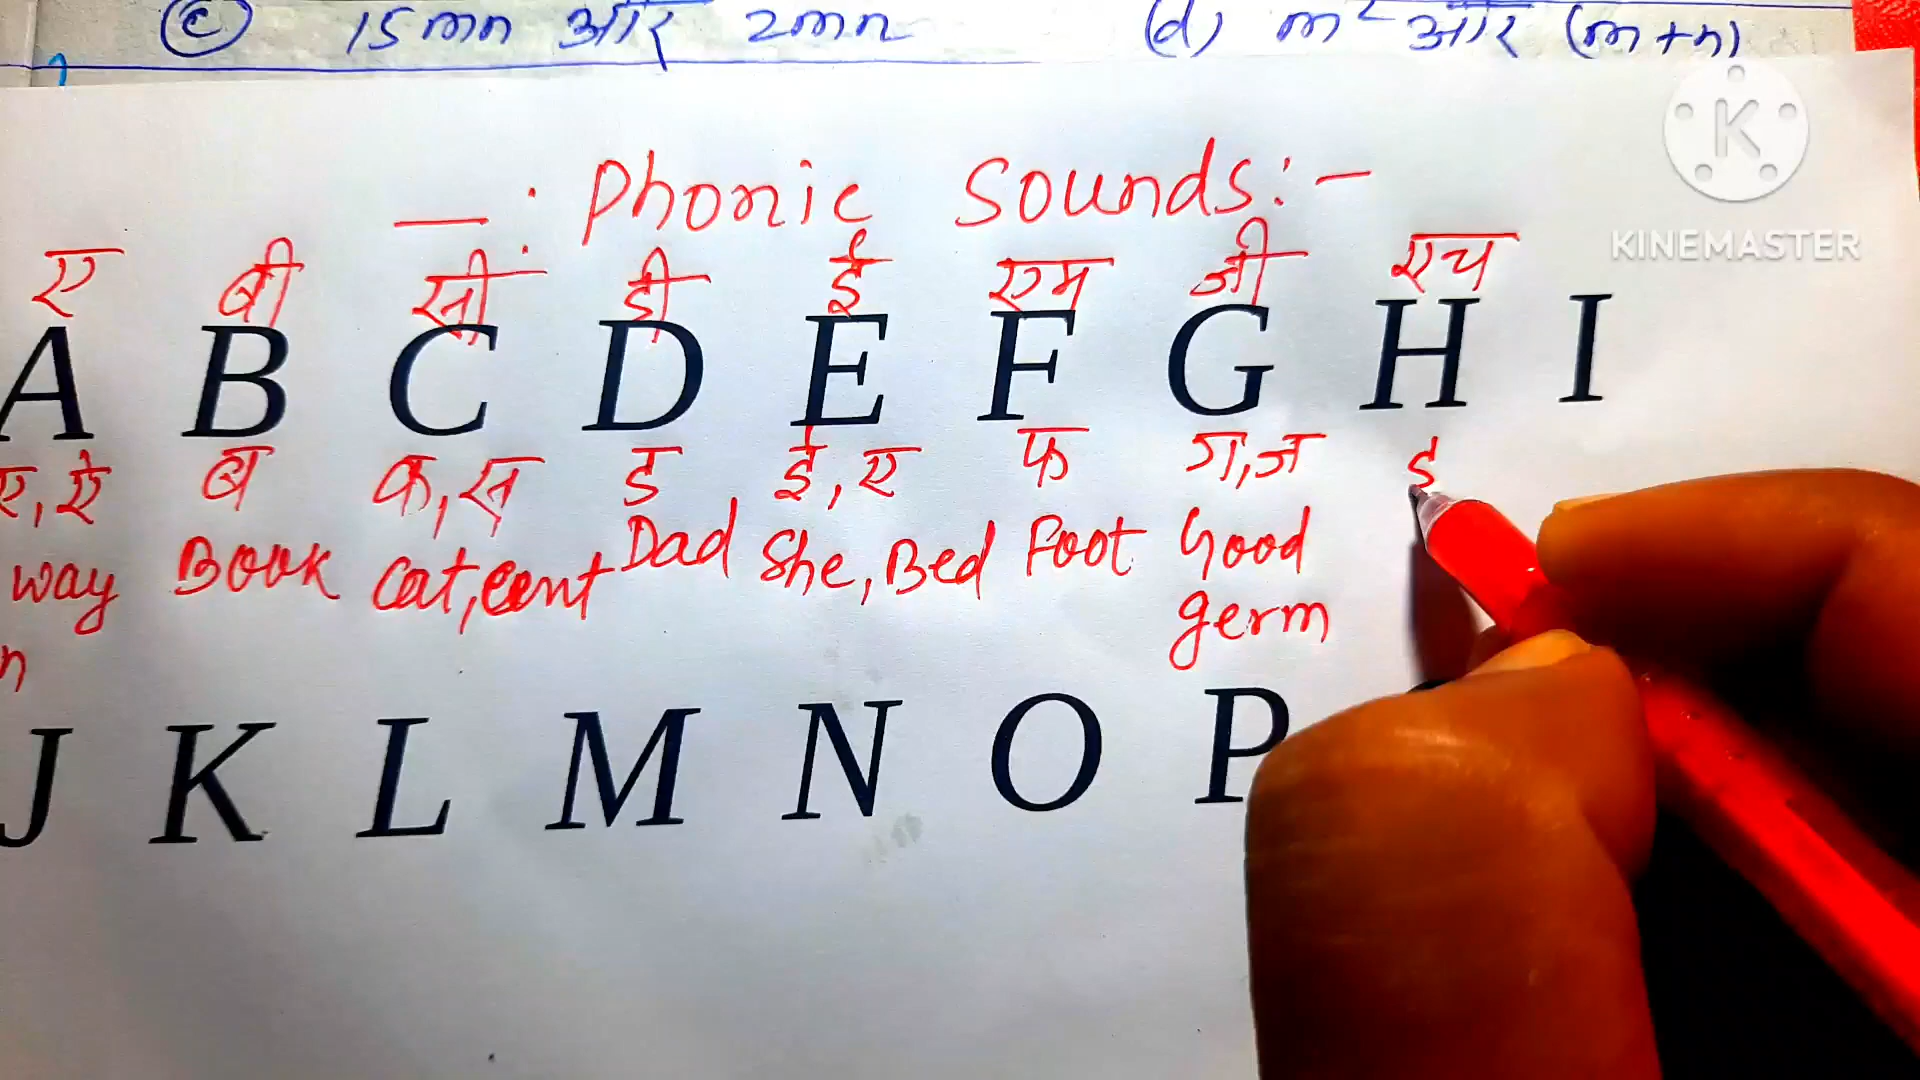 (c) 15mn और 2mn (d) m² और (m+n)
—: Phonic Sounds:-
KINEMASTER
ए बी सी डी ई एम जी एच
A B C D E F G H I
ए, ऐ ब क, स ड, ई, ए फ ग, ज
way Book Cat, Cent Dad She, Bed Foot Good
n germ
J K L M N O P